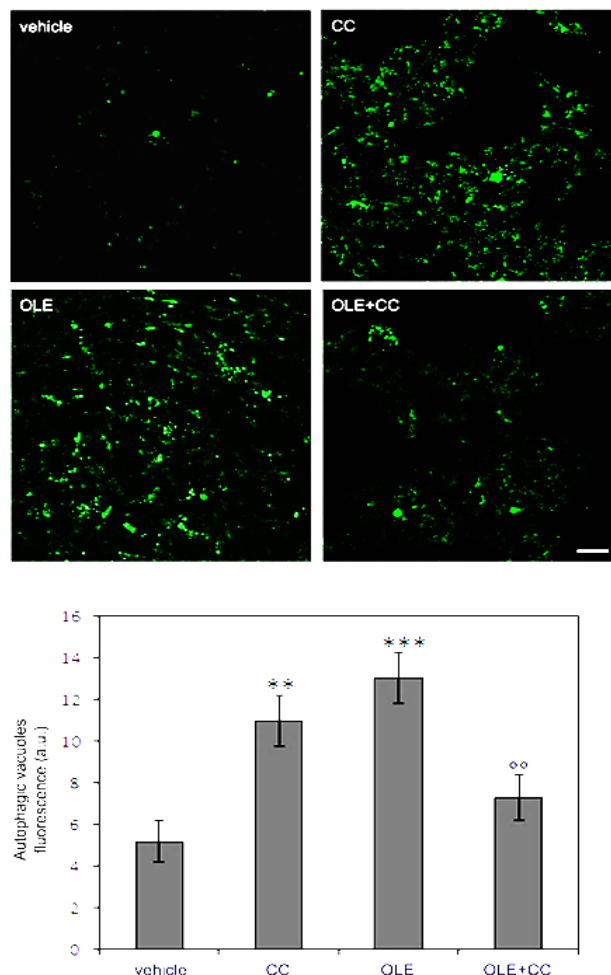 vehicle
CC
OLE
OLE+CC
16
14
12
10
8
6
4
2
0
Autophagic vacuoles
fluorescence (a.u.)
**
***
°°
vehicle
CC
OLE
OLE+CC